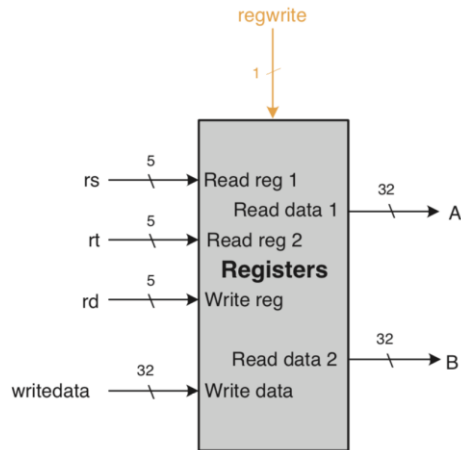 regwrite
1
rs
5
Read reg 1
Read data 1
32
A
rt
5
Read reg 2
Registers
rd
5
Write reg
Read data 2
32
B
writedata
32
Write data